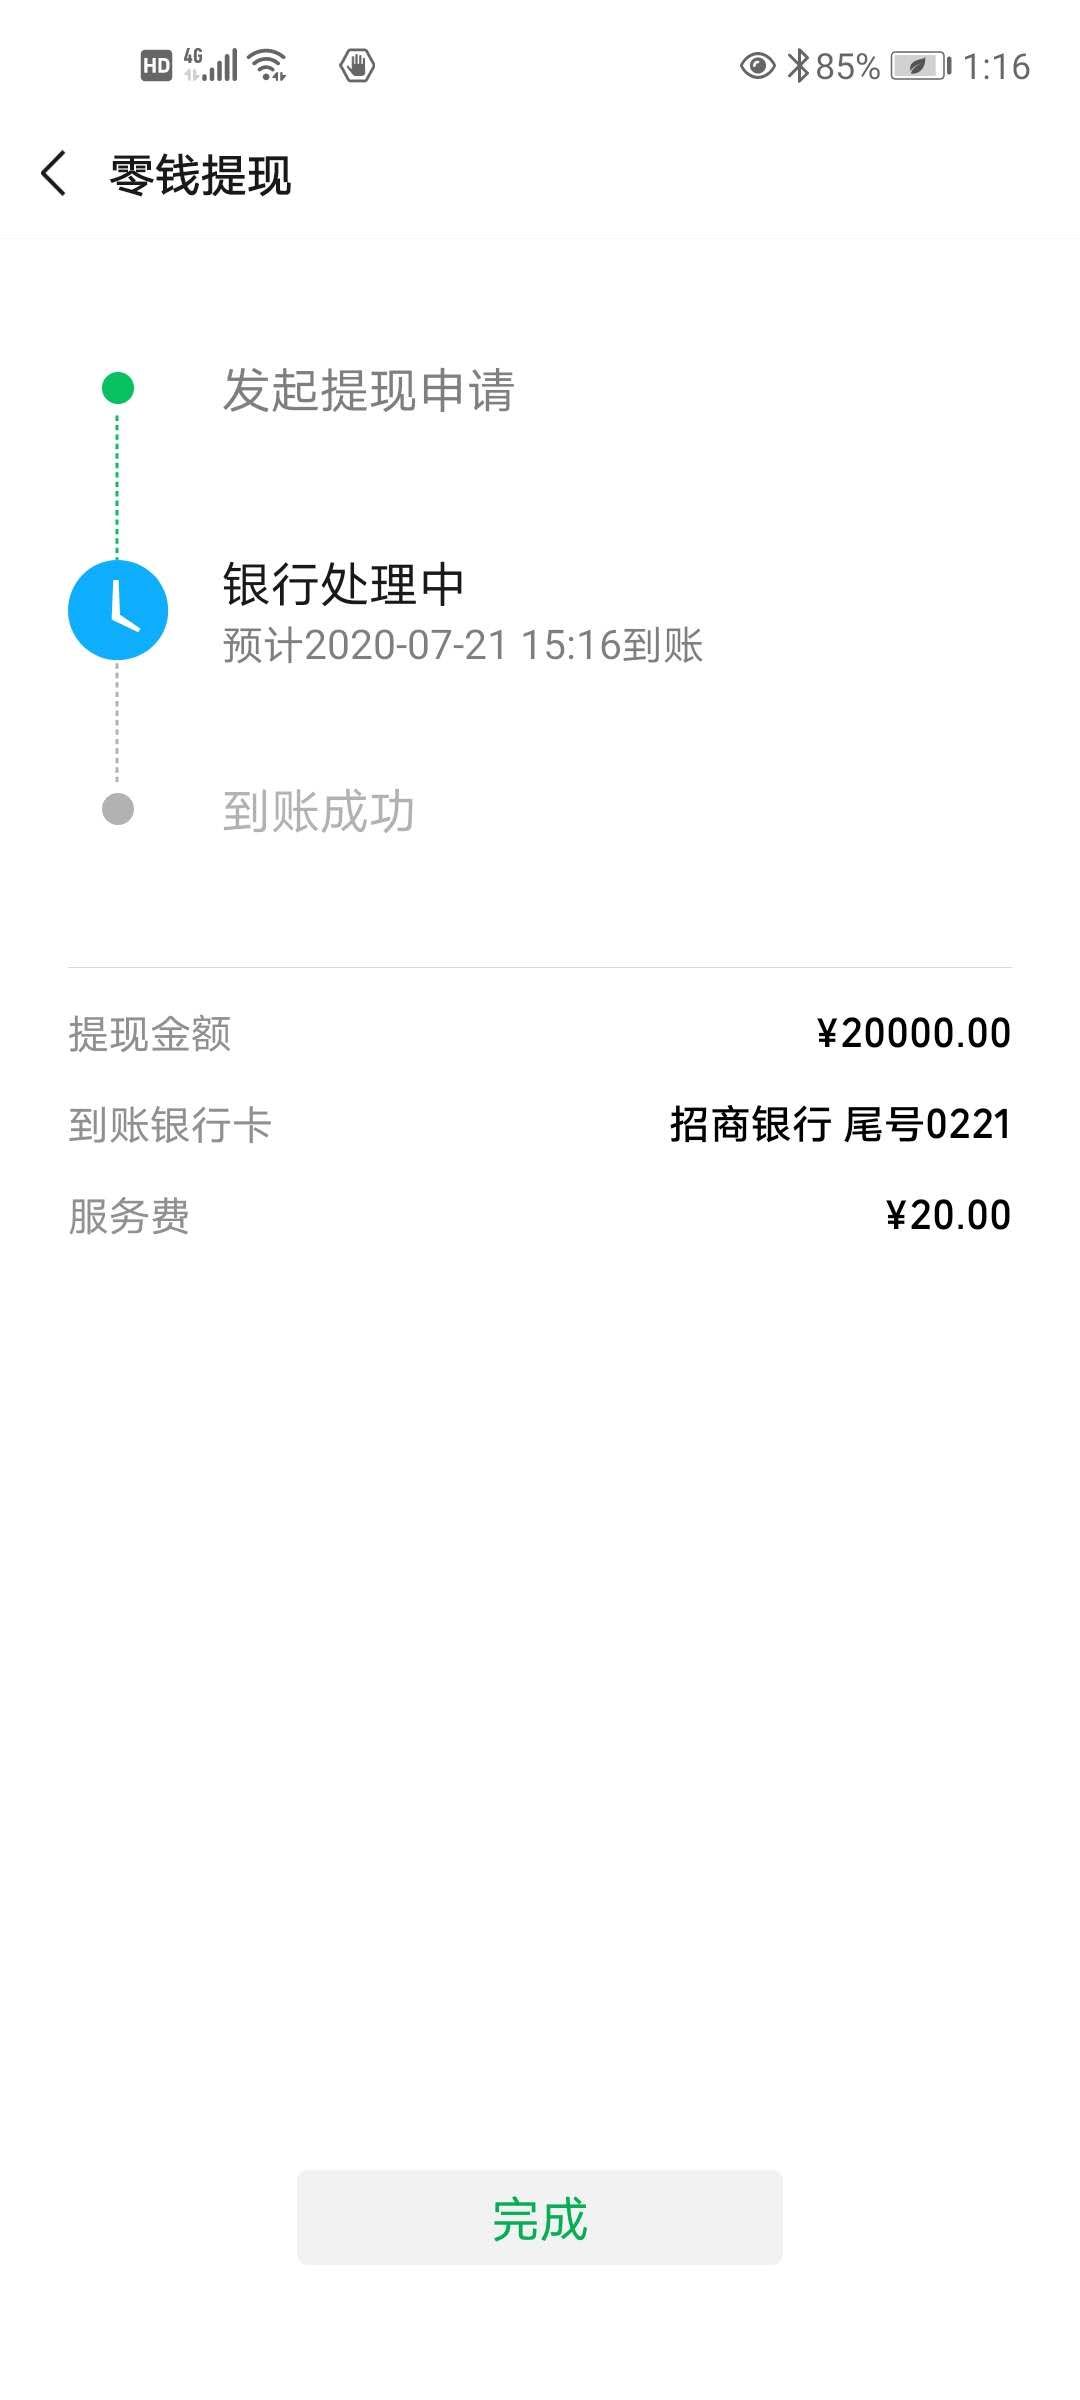 HD 4G 85% 1:16
零钱提现
发起提现申请
银行处理中
预计2020-07-21 15:16到账
到账成功
提现金额 ¥20000.00
到账银行卡 招商银行 尾号0221
服务费 ¥20.00
完成